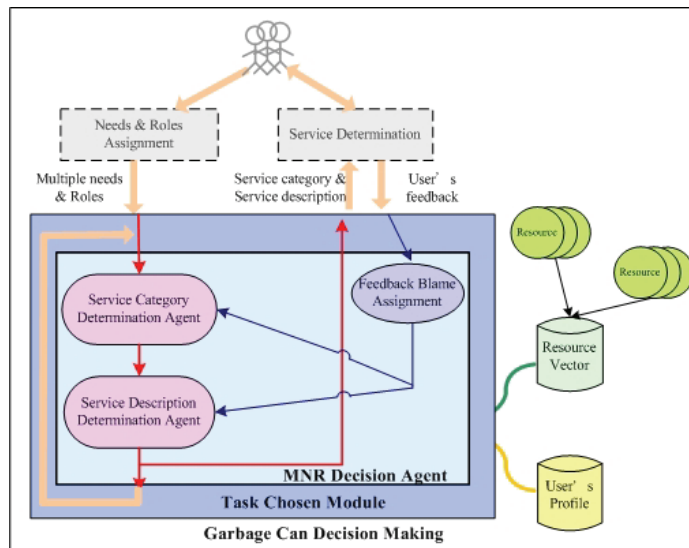 Needs & Roles
Assignment
Service Determination
Multiple needs
& Roles
Service category &
Service description
User’s
feedback
Resource
Resource
Feedback Blame
Assignment
Service Category
Determination Agent
Resource
Vector
Service Description
Determination Agent
MNR Decision Agent
Task Chosen Module
User’s
Profile
Garbage Can Decision Making